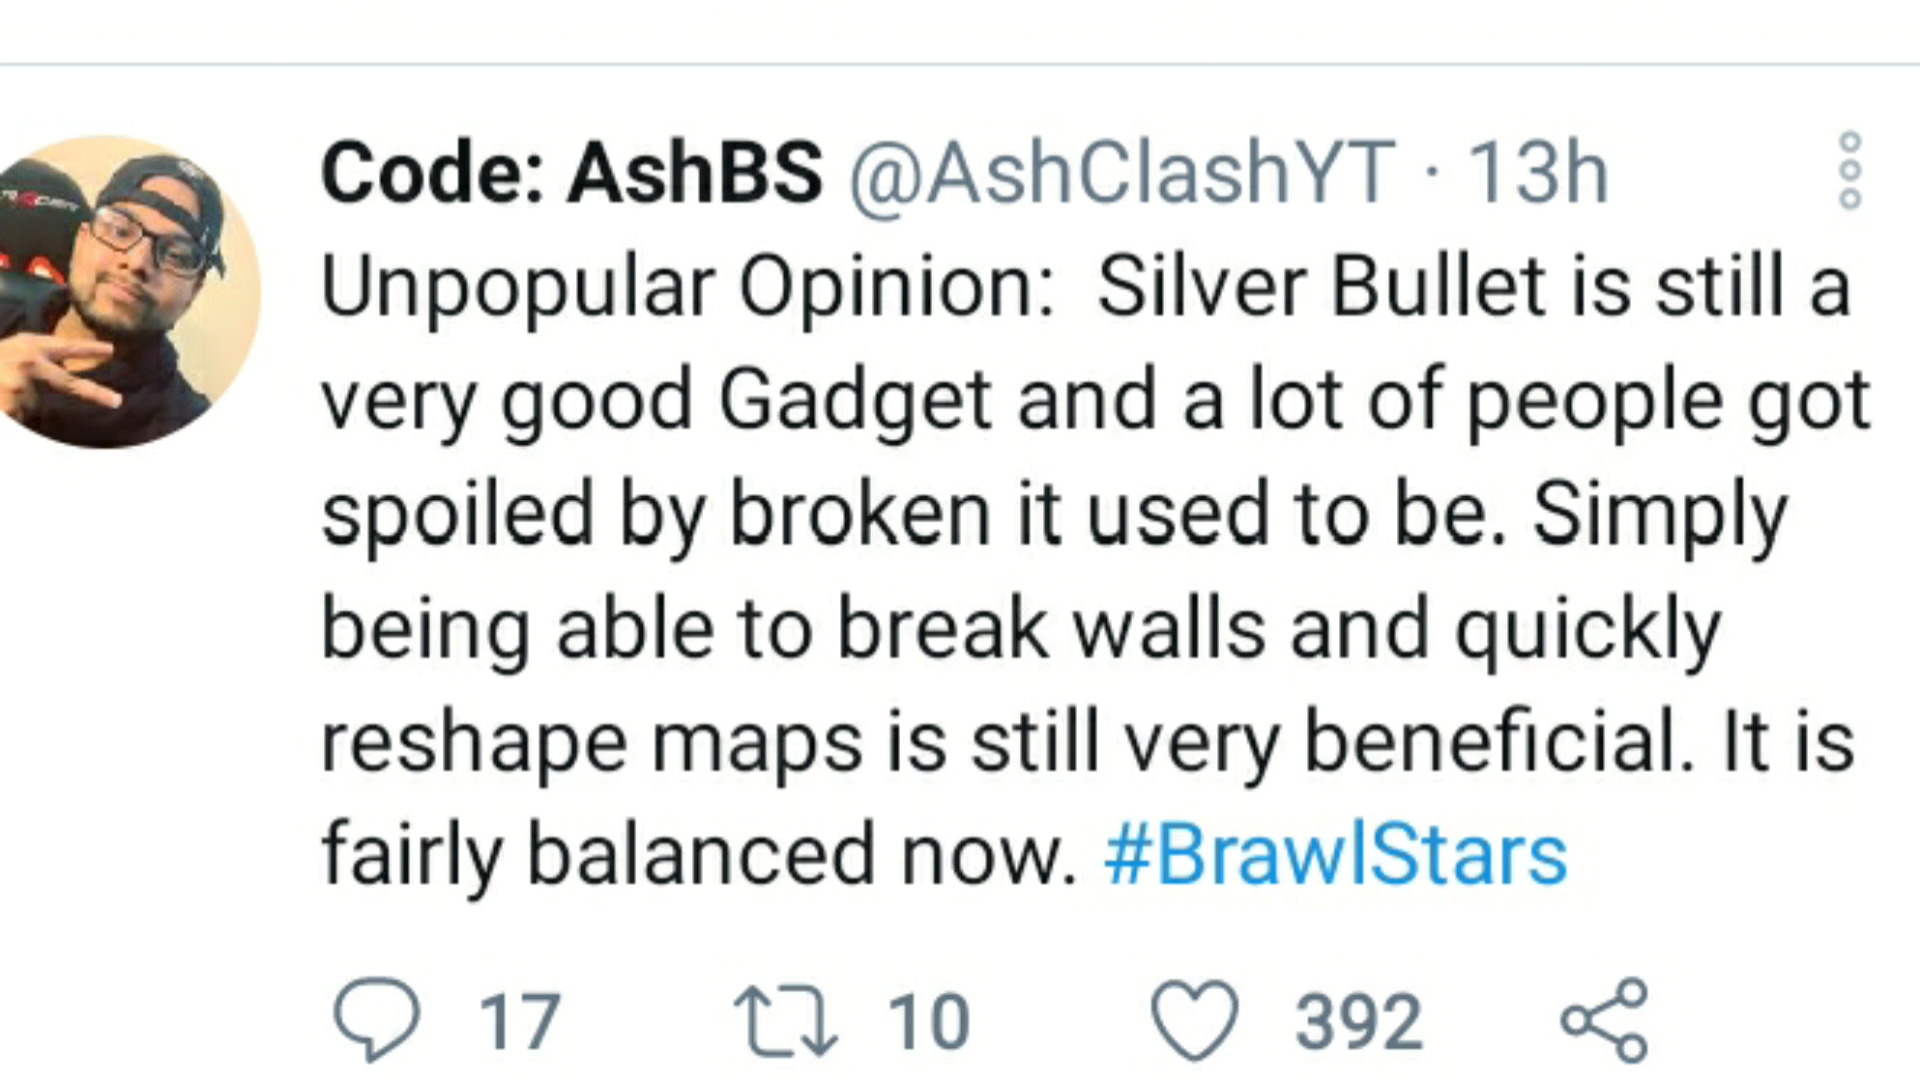 Code: AshBS @AshClashYT · 13h
Unpopular Opinion:  Silver Bullet is still a
very good Gadget and a lot of people got
spoiled by broken it used to be. Simply
being able to break walls and quickly
reshape maps is still very beneficial. It is
fairly balanced now. #BrawlStars
17 10 392